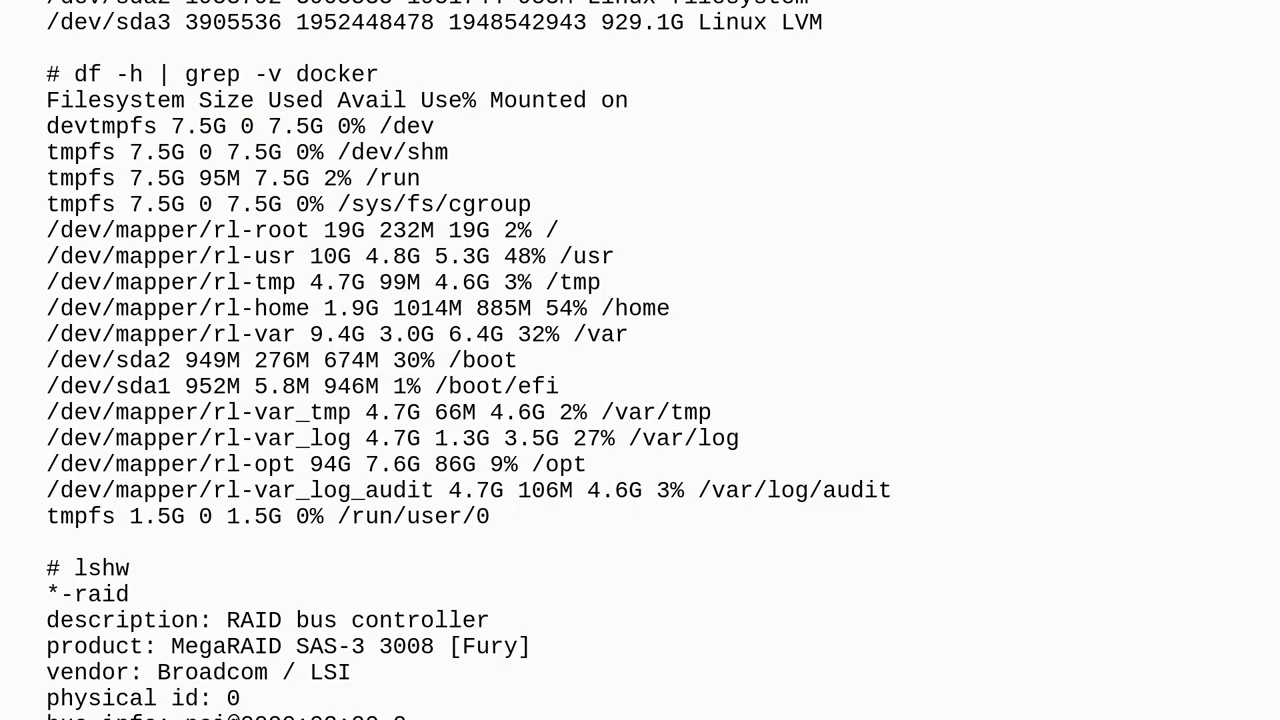 /dev/sda3 3905536 1952448478 1948542943 929.1G Linux LVM
# df -h | grep -v docker
Filesystem Size Used Avail Use% Mounted on
devtmpfs 7.5G 0 7.5G 0% /dev
tmpfs 7.5G 0 7.5G 0% /dev/shm
tmpfs 7.5G 95M 7.5G 2% /run
tmpfs 7.5G 0 7.5G 0% /sys/fs/cgroup
/dev/mapper/rl-root 19G 232M 19G 2% /
/dev/mapper/rl-usr 10G 4.8G 5.3G 48% /usr
/dev/mapper/rl-tmp 4.7G 99M 4.6G 3% /tmp
/dev/mapper/rl-home 1.9G 1014M 885M 54% /home
/dev/mapper/rl-var 9.4G 3.0G 6.4G 32% /var
/dev/sda2 949M 276M 674M 30% /boot
/dev/sda1 952M 5.8M 946M 1% /boot/efi
/dev/mapper/rl-var_tmp 4.7G 66M 4.6G 2% /var/tmp
/dev/mapper/rl-var_log 4.7G 1.3G 3.5G 27% /var/log
/dev/mapper/rl-opt 94G 7.6G 86G 9% /opt
/dev/mapper/rl-var_log_audit 4.7G 106M 4.6G 3% /var/log/audit
tmpfs 1.5G 0 1.5G 0% /run/user/0
# lshw
*-raid
description: RAID bus controller
product: MegaRAID SAS-3 3008 [Fury]
vendor: Broadcom / LSI
physical id: 0